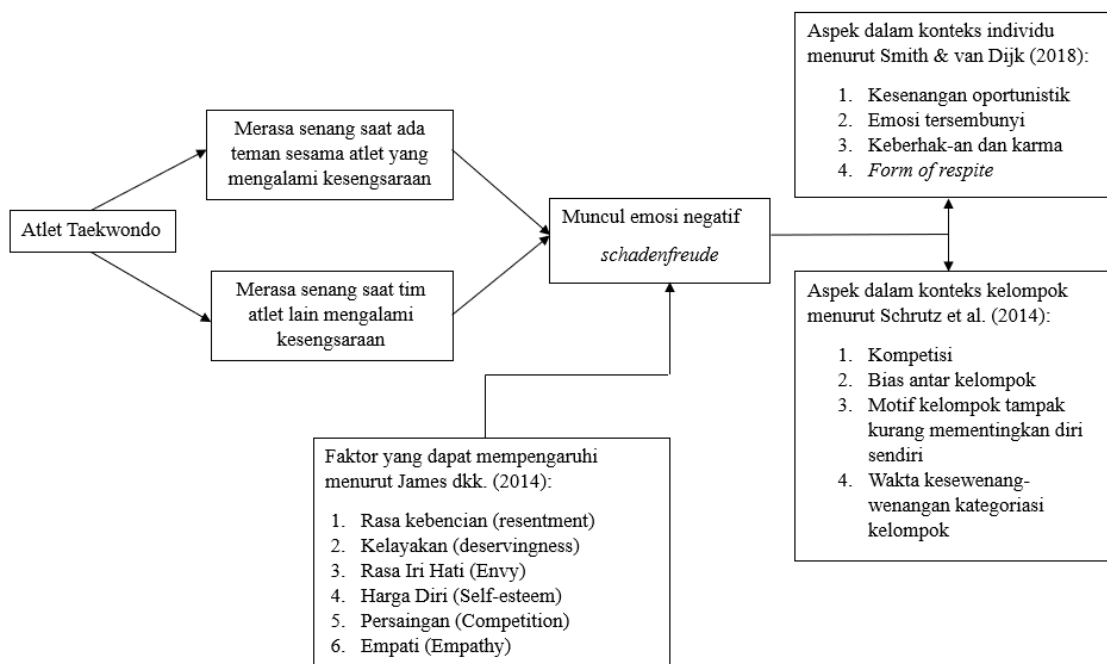 Atlet Taekwondo
Merasa senang saat ada
teman sesama atlet yang
mengalami kesengsaraan
Merasa senang saat tim
atlet lain mengalami
kesengsaraan
Muncul emosi negatif
schadenfreude
Faktor yang dapat mempengaruhi
menurut James dkk. (2014):
1. Rasa kebencian (resentment)
2. Kelayakan (deservingness)
3. Rasa Iri Hati (Envy)
4. Harga Diri (Self-esteem)
5. Persaingan (Competition)
6. Empati (Empathy)
Aspek dalam konteks individu
menurut Smith & van Dijk (2018):
1. Kesenangan oportunistik
2. Emosi tersembunyi
3. Keberhak-an dan karma
4. Form of respite
Aspek dalam konteks kelompok
menurut Schrutz et al. (2014):
1. Kompetisi
2. Bias antar kelompok
3. Motif kelompok tampak
kurang mementingkan diri
sendiri
4. Wakta kesewenang-
wenangan kategoriasi
kelompok